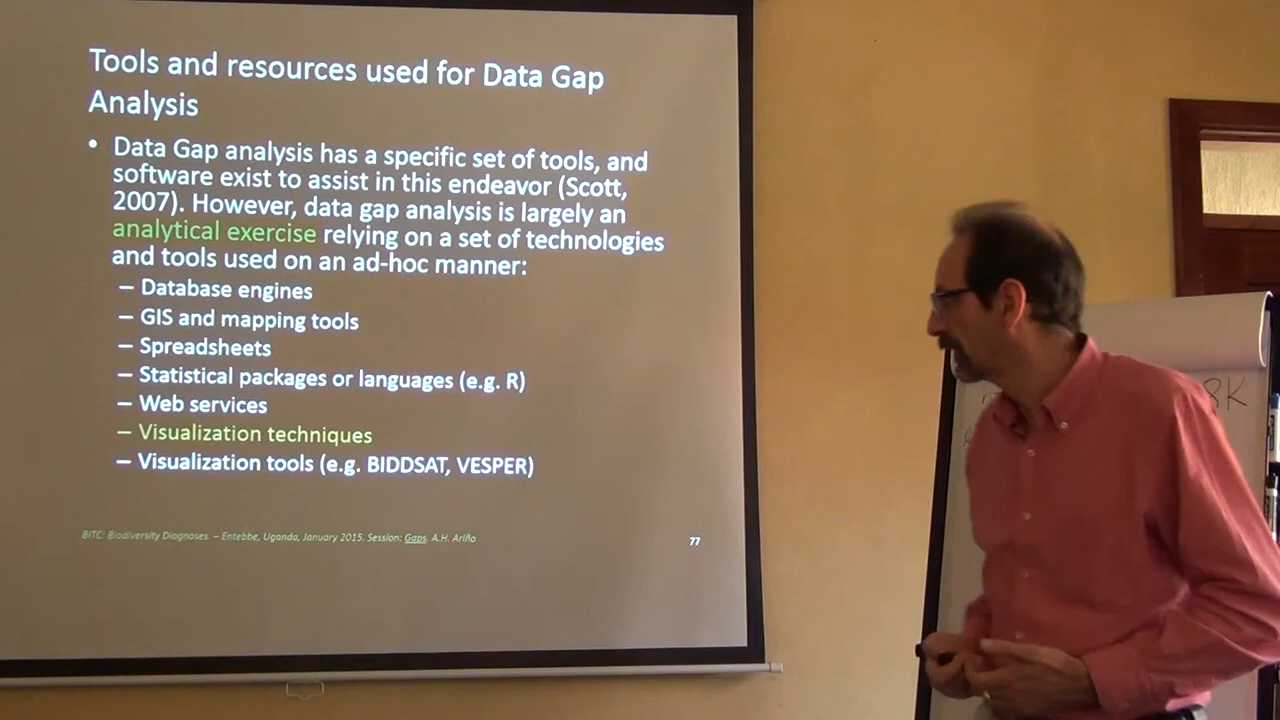 Tools and resources used for Data Gap
Analysis
• Data Gap analysis has a specific set of tools, and
software exist to assist in this endeavor (Scott,
2007). However, data gap analysis is largely an
analytical exercise relying on a set of technologies
and tools used on an ad-hoc manner:
– Database engines
– GIS and mapping tools
– Spreadsheets
– Statistical packages or languages (e.g. R)
– Web services
– Visualization techniques
– Visualization tools (e.g. BIDDSAT, VESPER)
BITC: Biodiversity Diagnoses. – Entebbe, Uganda, January 2015. Session: Gaps. A.H. Ariño
77
8K